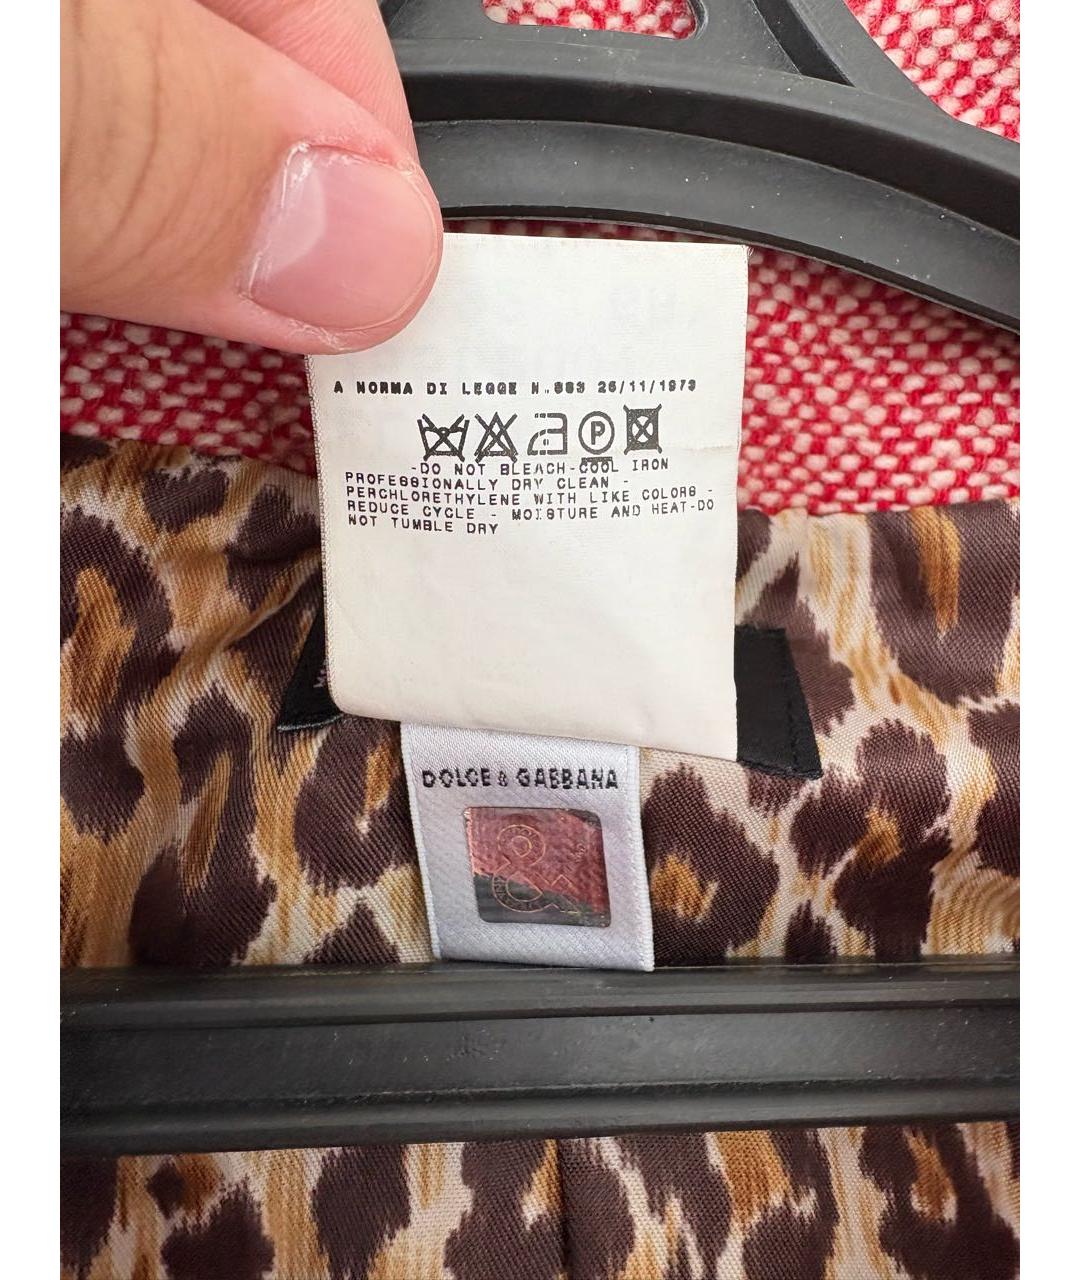 A NORMA DI LEGGE N.883 26/11/1973
P
-DO NOT BLEACH-COOL IRON
PROFESSIONALLY DRY CLEAN -
PERCHLORETHYLENE WITH LIKE COLORS -
REDUCE CYCLE - MOISTURE AND HEAT-DO
NOT TUMBLE DRY
DOLCE & GABBANA